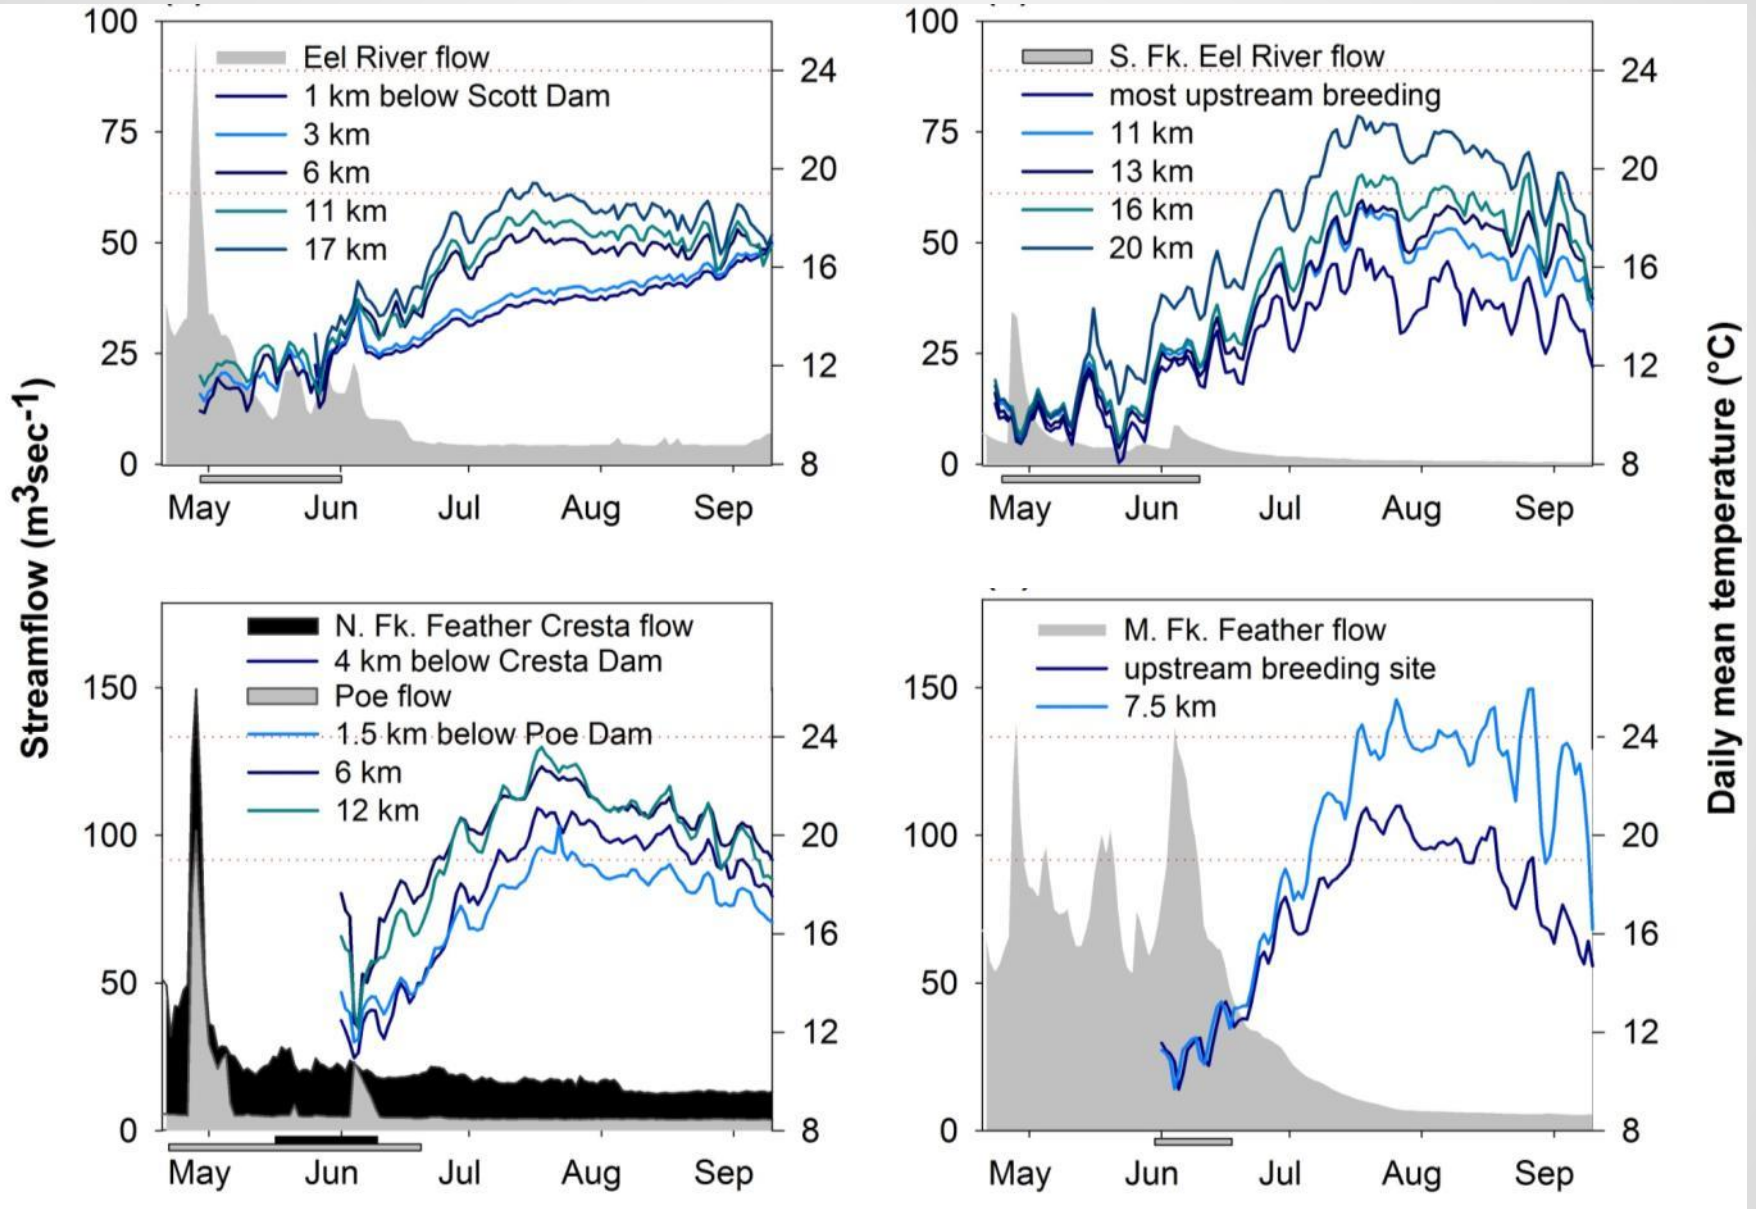 Streamflow (m3sec-1)
Daily mean temperature (°C)
100
75
50
25
0
Eel River flow
1 km below Scott Dam
3 km
6 km
11 km
17 km
24
20
16
12
8
May Jun Jul Aug Sep
100
75
50
25
0
S. Fk. Eel River flow
most upstream breeding
11 km
13 km
16 km
20 km
24
20
16
12
8
May Jun Jul Aug Sep
150
100
50
0
N. Fk. Feather Cresta flow
4 km below Cresta Dam
Poe flow
1.5 km below Poe Dam
6 km
12 km
24
20
16
12
8
May Jun Jul Aug Sep
150
100
50
0
M. Fk. Feather flow
upstream breeding site
7.5 km
24
20
16
12
8
May Jun Jul Aug Sep